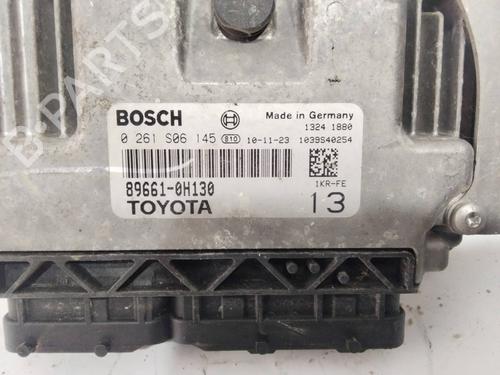 BOSCH
Made in Germany
1324 1880
0 261 S06 145 B10 10-11-23 1039S40254
89661-0H130
1KR-FE
TOYOTA 13
B-PARTS